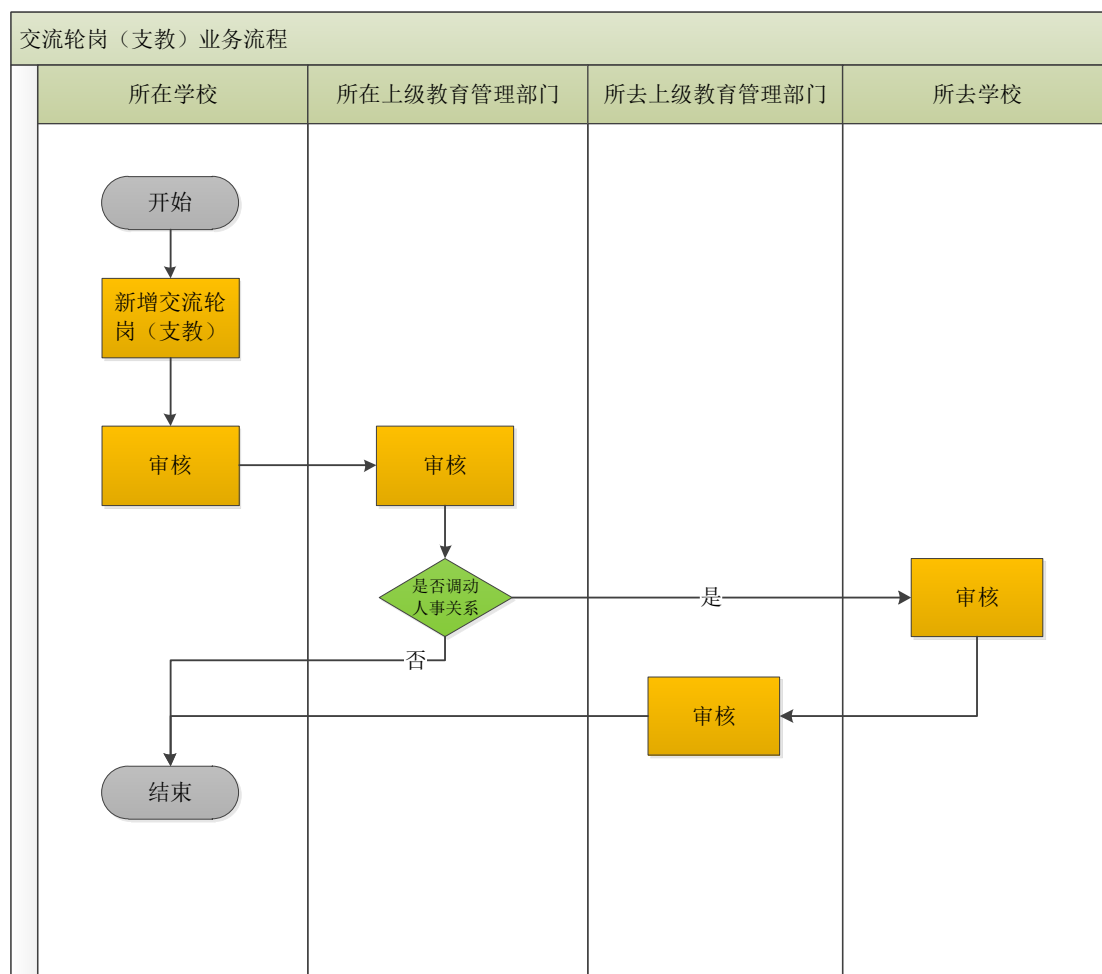 交流轮岗（支教）业务流程
所在学校
所在上级教育管理部门
所去上级教育管理部门
所去学校
开始
新增交流轮
岗（支教）
审核
审核
是否调动
人事关系
是
审核
否
审核
结束